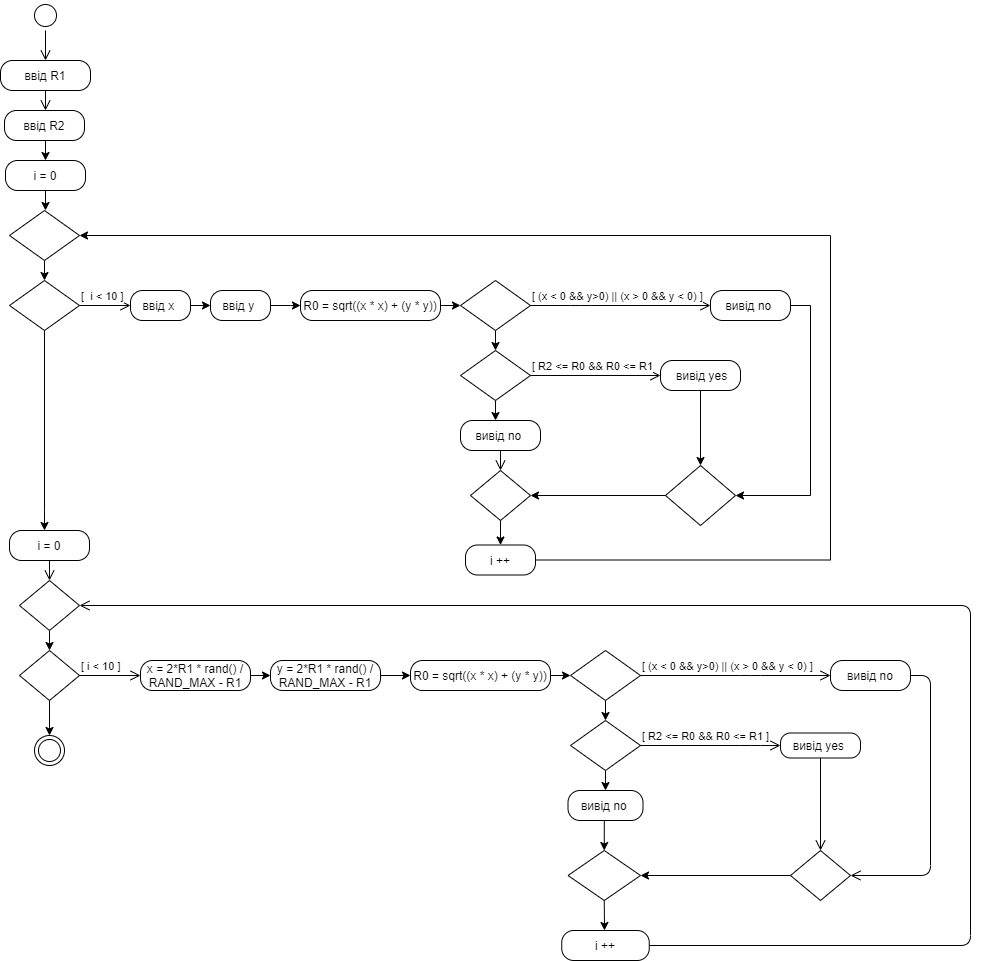 ввід R1
ввід R2
i = 0
[ i < 10 ]
ввід x
ввід y
R0 = sqrt((x * x) + (y * y))
[ (x < 0 && y>0) || (x > 0 && y < 0) ]
вивід no
[ R2 <= R0 && R0 <= R1
вивід yes
вивід no
i ++
i = 0
[ i < 10 ]
x = 2*R1 * rand() /
RAND_MAX - R1
y = 2*R1 * rand() /
RAND_MAX - R1
R0 = sqrt((x * x) + (y * y))
[ (x < 0 && y>0) || (x > 0 && y < 0) ]
вивід no
[ R2 <= R0 && R0 <= R1 ]
вивід yes
вивід no
i ++